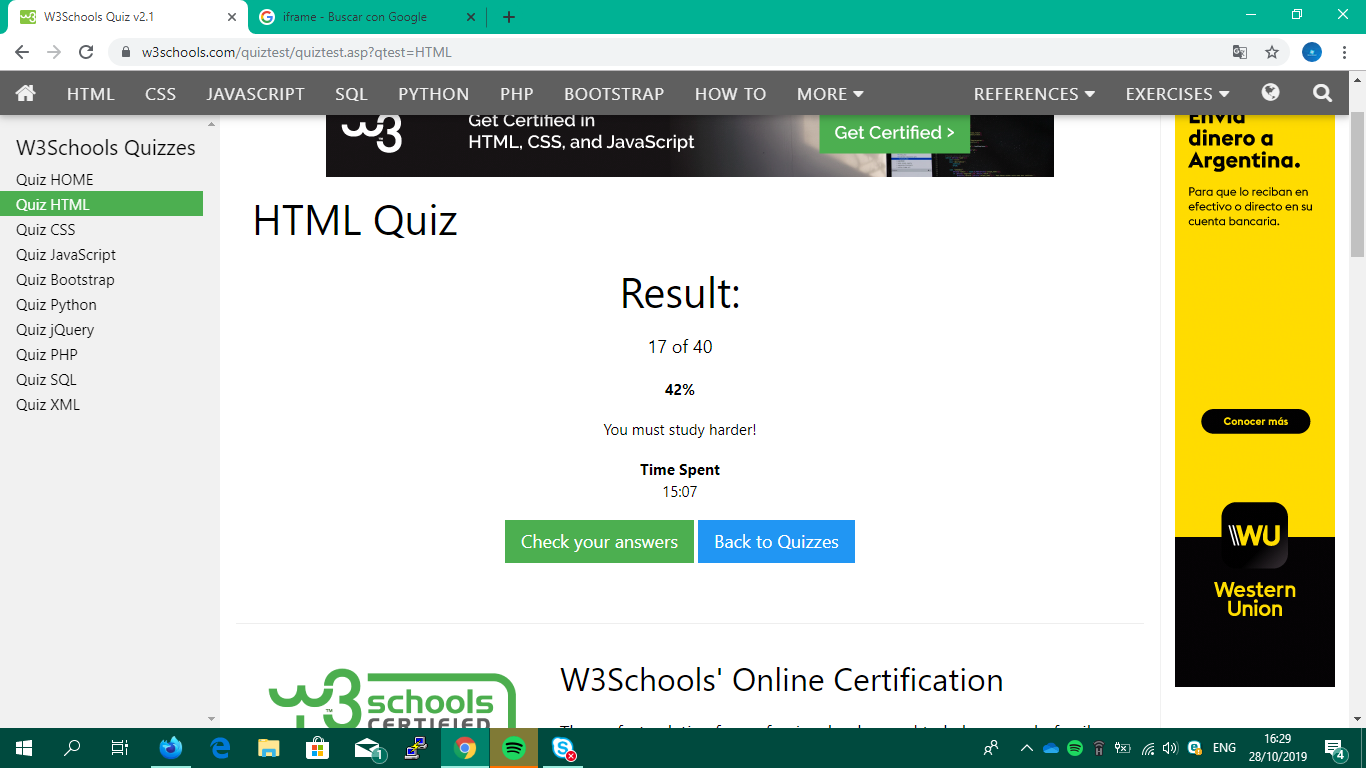 W3Schools Quiz v2.1
iframe - Buscar con Google
w3schools.com/quiztest/quiztest.asp?qtest=HTML
HTML CSS JAVASCRIPT SQL PYTHON PHP BOOTSTRAP HOW TO MORE REFERENCES EXERCISES
W3Schools Quizzes
Quiz HOME
Quiz HTML
Quiz CSS
Quiz JavaScript
Quiz Bootstrap
Quiz Python
Quiz jQuery
Quiz PHP
Quiz SQL
Quiz XML
w3
Get Certified in
HTML, CSS, and JavaScript
Get Certified >
HTML Quiz
Result:
17 of 40
42%
You must study harder!
Time Spent
15:07
Check your answers
Back to Quizzes
w3schools
CERTIFIED
W3Schools' Online Certification
Envía
dinero a
Argentina.
Para que lo reciban en
efectivo o directo en su
cuenta bancaria.
Conocer más
WU
Western
Union
ENG
16:29
28/10/2019
4
1